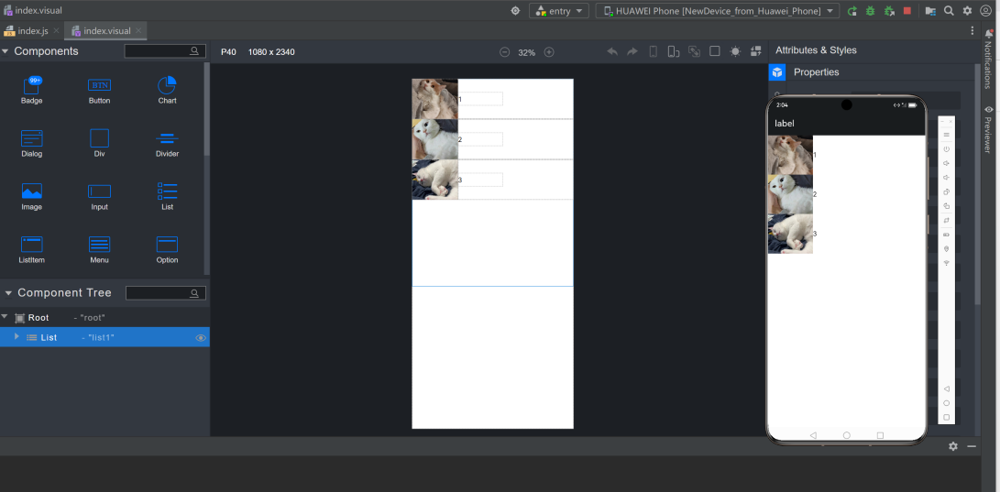 index.visual
entry
HUAWEI Phone [NewDevice_from_Huawei_Phone]
index.js
index.visual
Components
P40 1080 x 2340
32%
Attributes & Styles
Properties
Notifications
Previewer
99+
Badge
BTN
Button
Chart
Dialog
Div
Divider
Image
Input
List
ListItem
Menu
Option
1
2
3
2:04
label
1
2
3
Component Tree
Root - "root"
List - "list1"